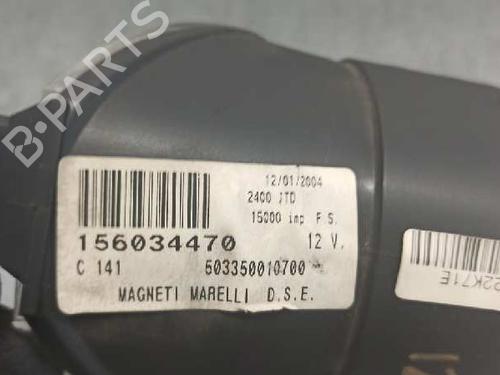 B-PARTS
12/01/2004
2400 JTD
15000 imp F S.
156034470 12 V.
C 141 503350010700
MAGNETI MARELLI D.S.E.
22K71E